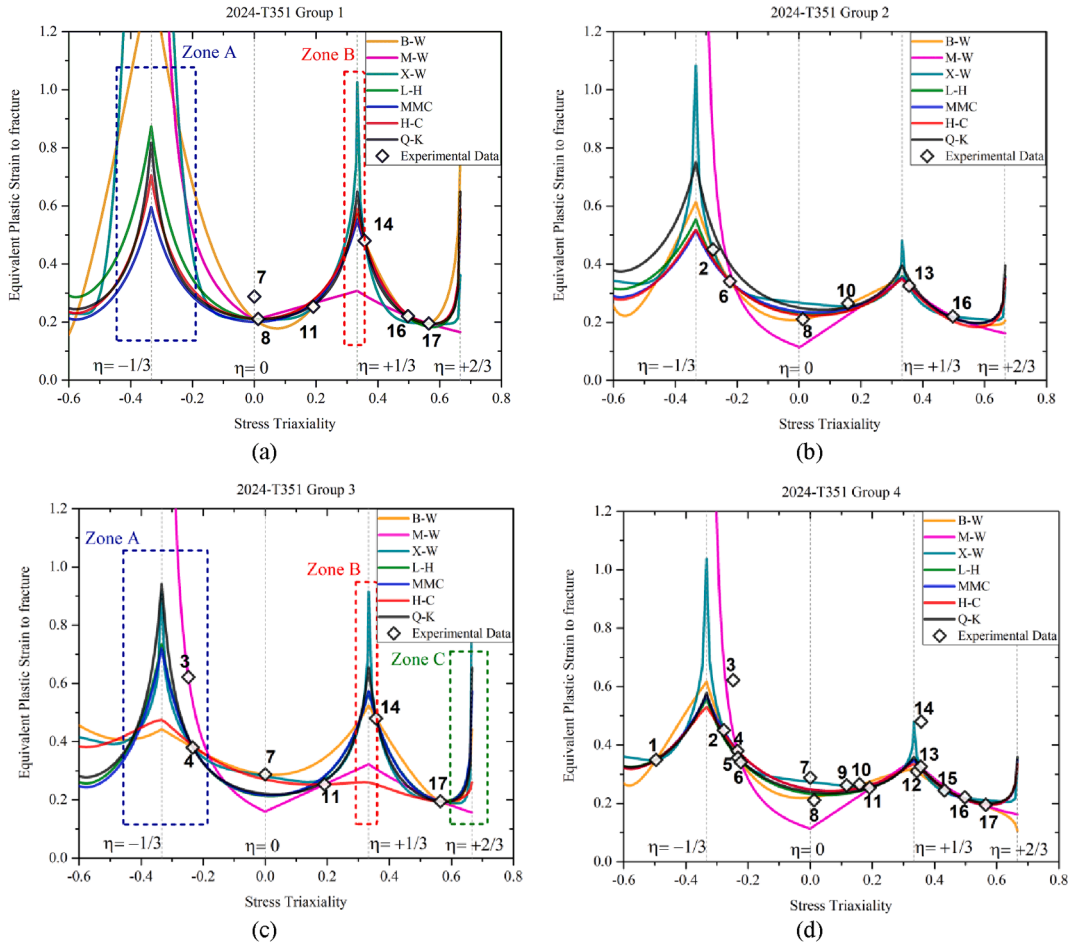 2024-T351 Group 1
Equivalent Plastic Strain to fracture
1.2
1.0
0.8
0.6
0.4
0.2
0.0
Zone A
Zone B
B-W
M-W
X-W
L-H
MMC
H-C
Q-K
Experimental Data
7
8
11
14
16
17
η= −1/3
η= 0
η= +1/3
η= +2/3
-0.6 -0.4 -0.2 0.0 0.2 0.4 0.6 0.8
Stress Triaxiality
(a)
2024-T351 Group 2
Equivalent Plastic Strain to fracture
1.2
1.0
0.8
0.6
0.4
0.2
0.0
B-W
M-W
X-W
L-H
MMC
H-C
Q-K
Experimental Data
2
6
8
10
13
16
η= −1/3
η= 0
η= +1/3
η= +2/3
-0.6 -0.4 -0.2 0.0 0.2 0.4 0.6 0.8
Stress Triaxiality
(b)
2024-T351 Group 3
Equivalent Plastic Strain to fracture
1.2
1.0
0.8
0.6
0.4
0.2
0.0
Zone A
Zone B
Zone C
B-W
M-W
X-W
L-H
MMC
H-C
Q-K
Experimental Data
3
4
7
11
14
17
η= −1/3
η= 0
η= +1/3
η= +2/3
-0.6 -0.4 -0.2 0.0 0.2 0.4 0.6 0.8
Stress Triaxiality
(c)
2024-T351 Group 4
Equivalent Plastic Strain to fracture
1.2
1.0
0.8
0.6
0.4
0.2
0.0
B-W
M-W
X-W
L-H
MMC
H-C
Q-K
Experimental Data
1
2
3
4
5
6
7
8
9
10
11
12
13
14
15
16
17
η= −1/3
η= 0
η= +1/3
η= +2/3
-0.6 -0.4 -0.2 0.0 0.2 0.4 0.6 0.8
Stress Triaxiality
(d)